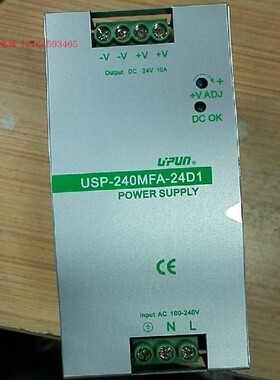 -V -V +V +V
Output DC 24V 10A
+V ADJ
DC OK
UPUN®
USP-240MFA-24D1
POWER SUPPLY
CE
Input AC 100-240V
N L